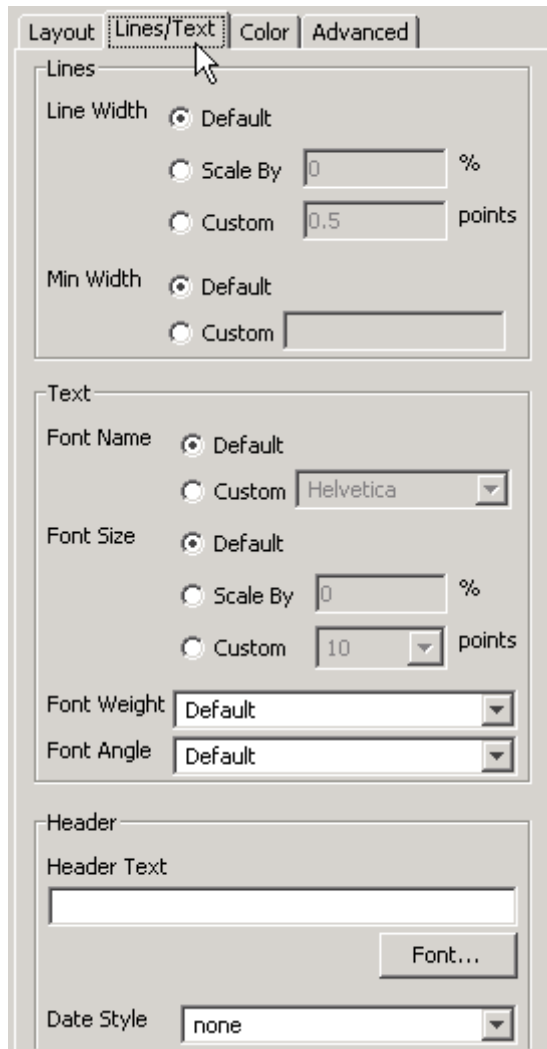 Layout Lines/Text Color Advanced
Lines
Line Width Default
Scale By 0 %
Custom 0.5 points
Min Width Default
Custom
Text
Font Name Default
Custom Helvetica
Font Size Default
Scale By 0 %
Custom 10 points
Font Weight Default
Font Angle Default
Header
Header Text
Font...
Date Style none